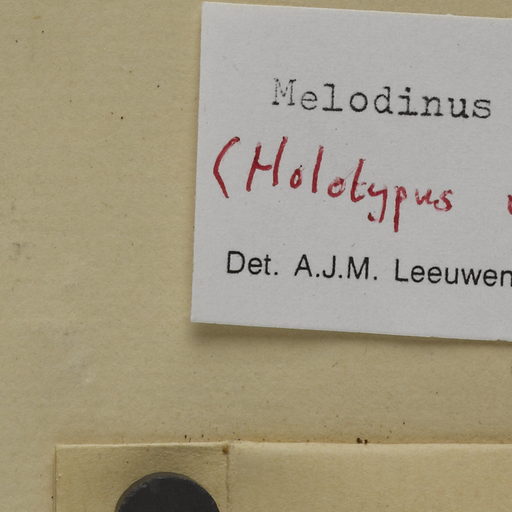 Melodinus
(Holotypus
Det. A.J.M. Leeuwen